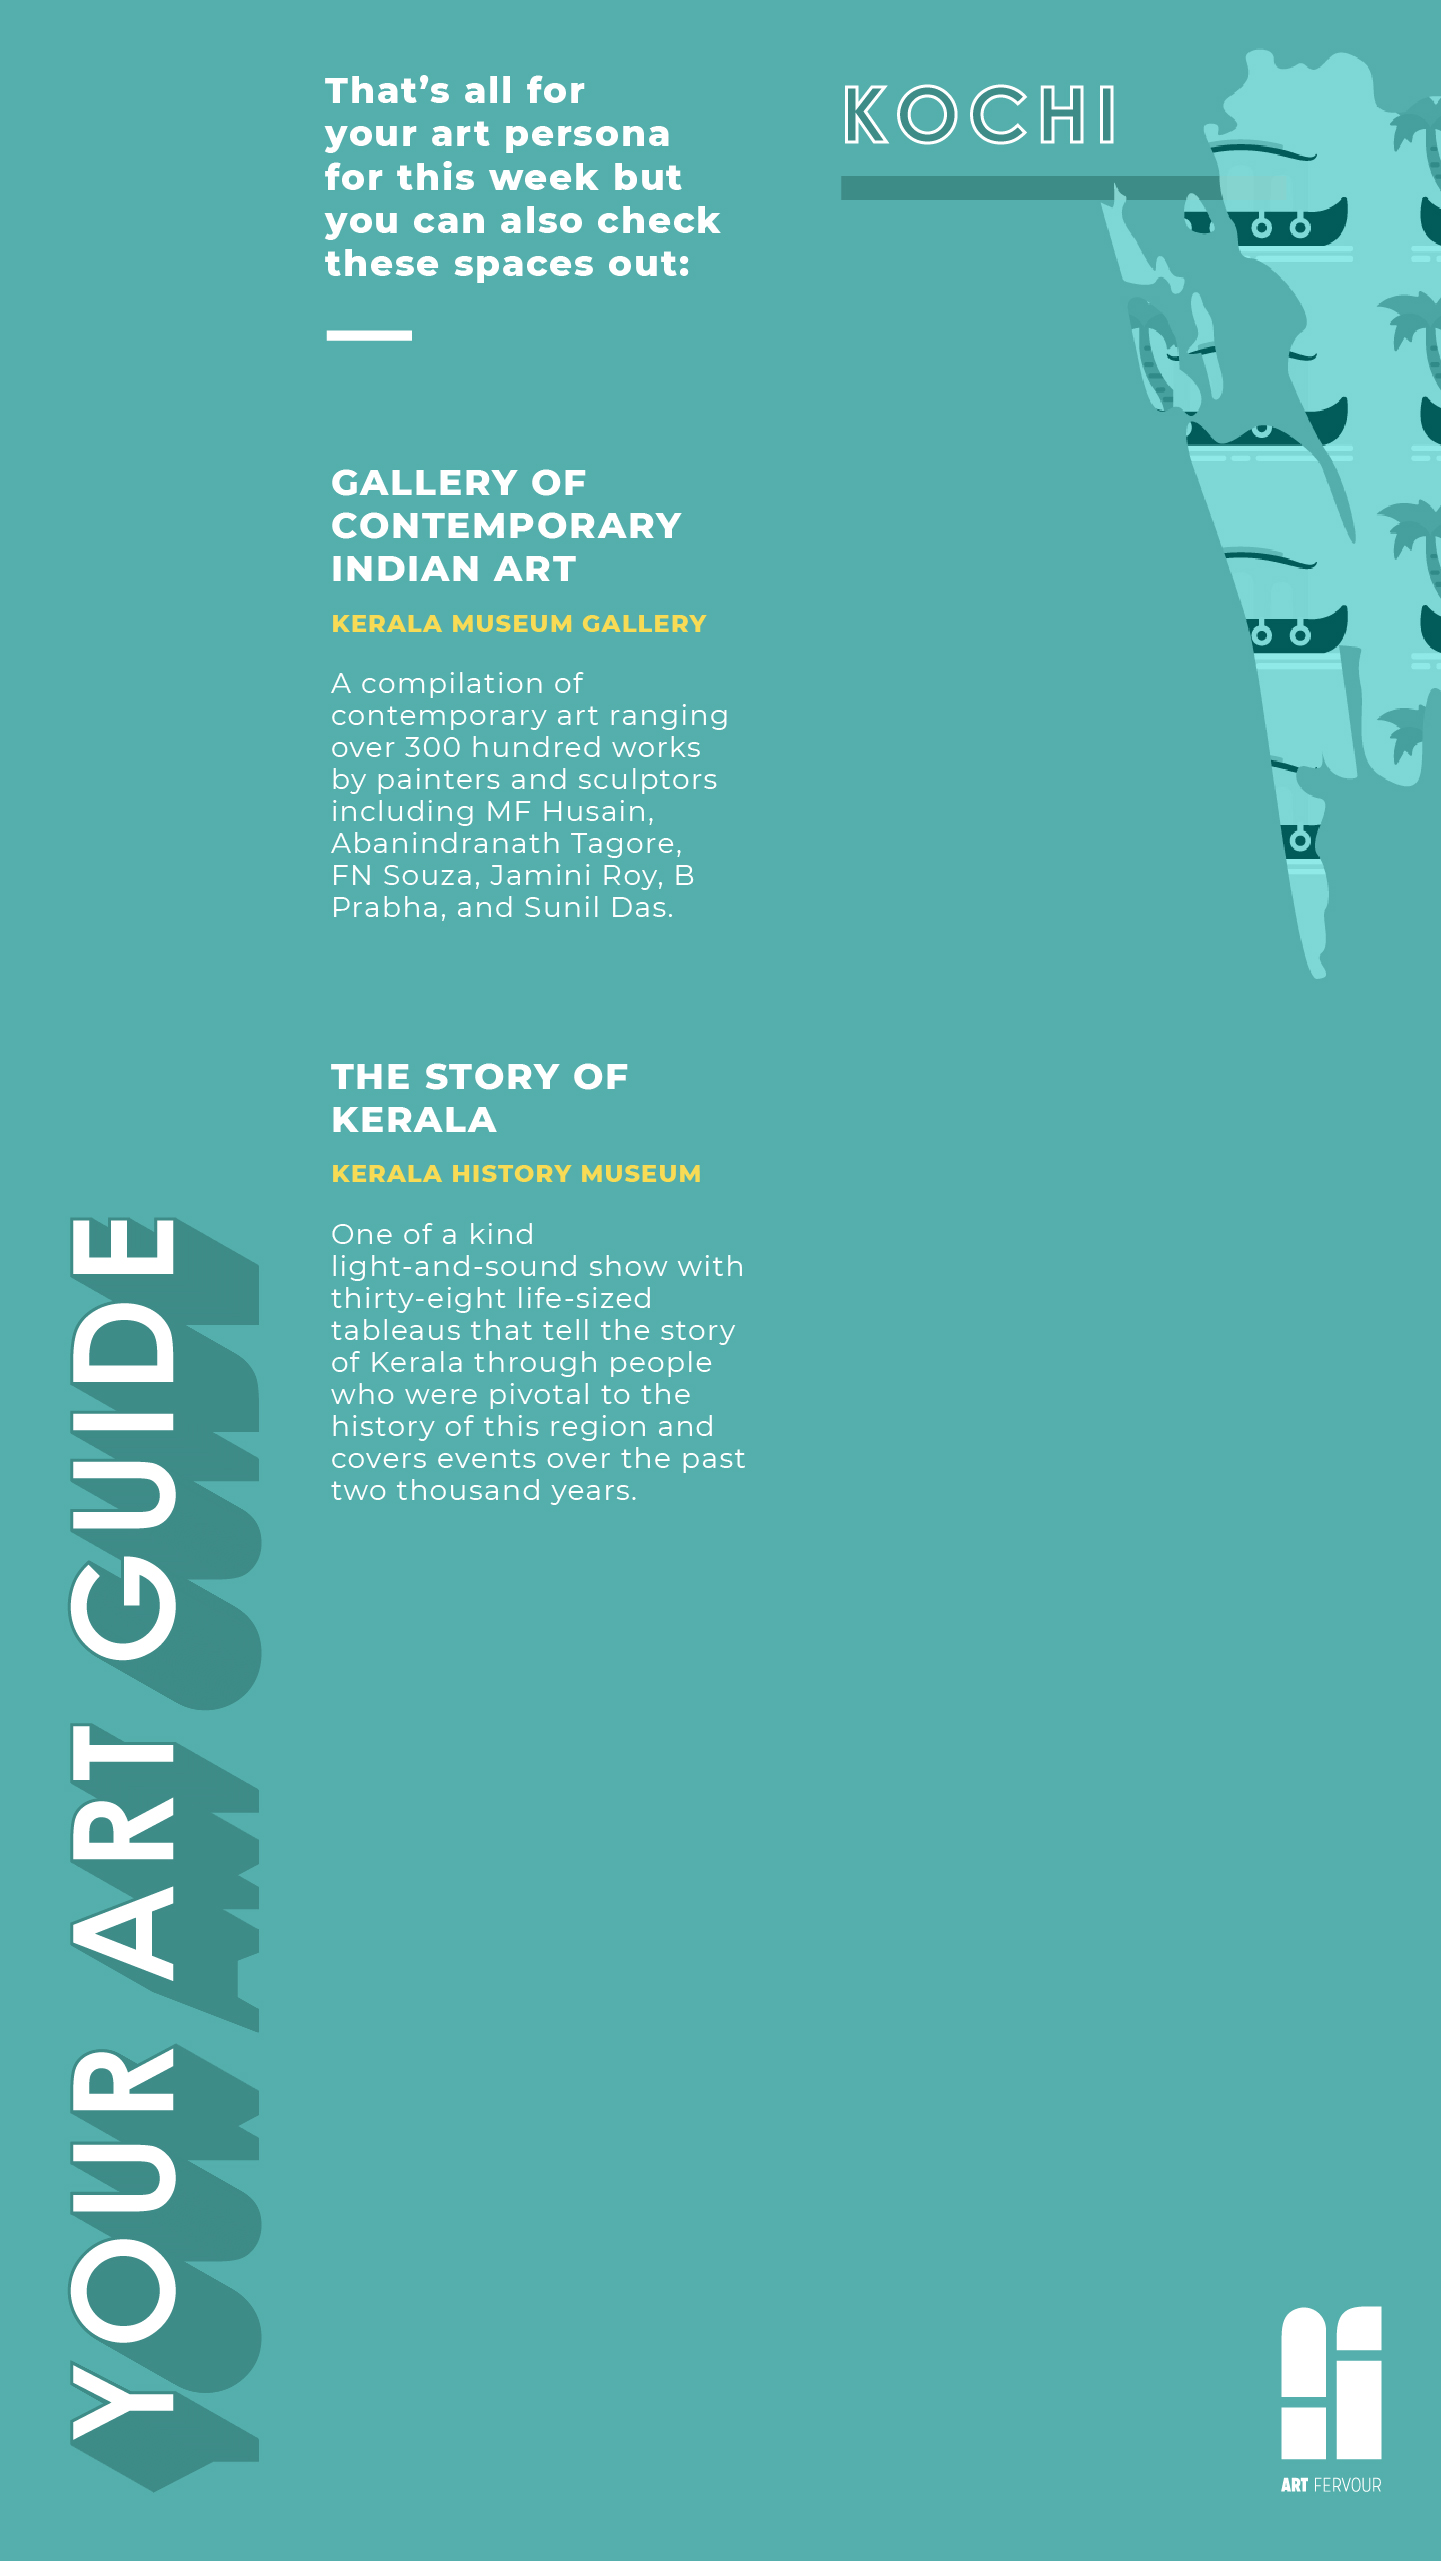 That’s all for
your art persona
for this week but
you can also check
these spaces out:
KOCHI
GALLERY OF
CONTEMPORARY
INDIAN ART
KERALA MUSEUM GALLERY
A compilation of
contemporary art ranging
over 300 hundred works
by painters and sculptors
including MF Husain,
Abanindranath Tagore,
FN Souza, Jamini Roy, B
Prabha, and Sunil Das.
THE STORY OF
KERALA
KERALA HISTORY MUSEUM
One of a kind
light-and-sound show with
thirty-eight life-sized
tableaus that tell the story
of Kerala through people
who were pivotal to the
history of this region and
covers events over the past
two thousand years.
YOUR ART GUIDE
ART FERVOUR